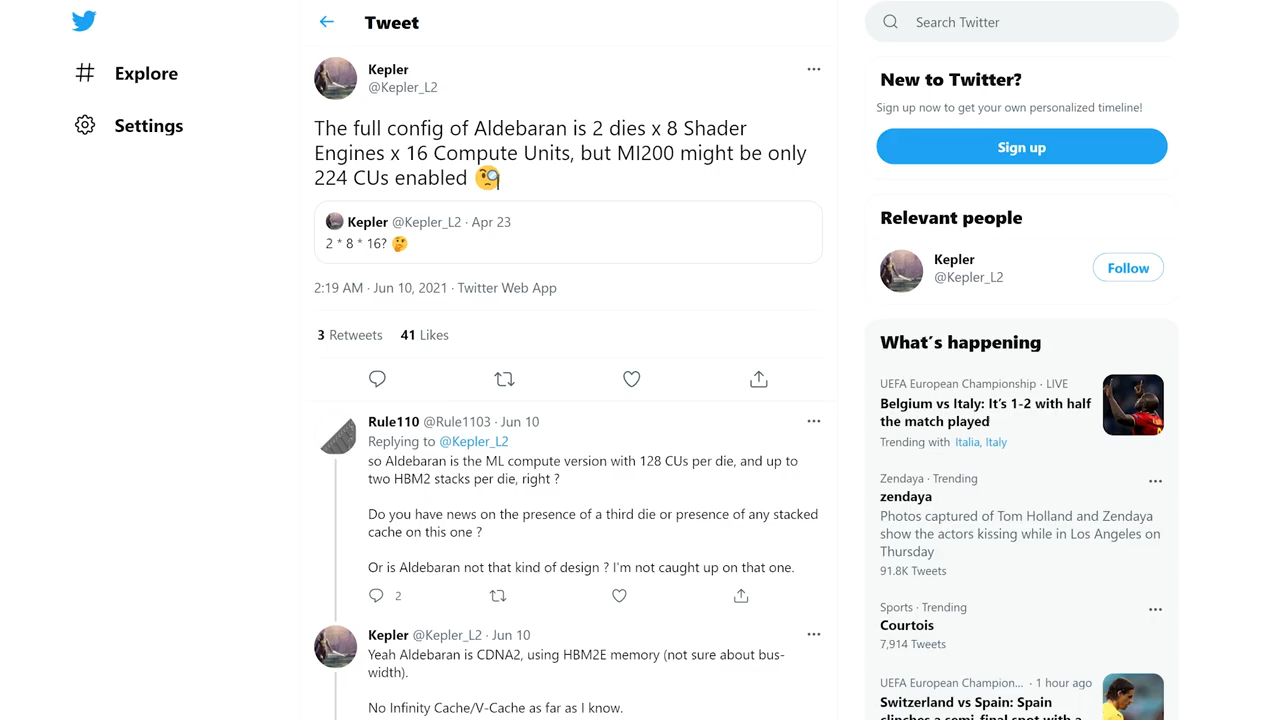 Tweet
Explore
Settings
Kepler
@Kepler_L2
The full config of Aldebaran is 2 dies x 8 Shader
Engines x 16 Compute Units, but MI200 might be only
224 CUs enabled 🧐
Kepler @Kepler_L2 · Apr 23
2 * 8 * 16? 🤔
2:19 AM · Jun 10, 2021 · Twitter Web App
3 Retweets 41 Likes
Rule110 @Rule1103 · Jun 10
Replying to @Kepler_L2
so Aldebaran is the ML compute version with 128 CUs per die, and up to
two HBM2 stacks per die, right ?
Do you have news on the presence of a third die or presence of any stacked
cache on this one ?
Or is Aldebaran not that kind of design ? I'm not caught up on that one.
2
Kepler @Kepler_L2 · Jun 10
Yeah Aldebaran is CDNA2, using HBM2E memory (not sure about bus-
width).
No Infinity Cache/V-Cache as far as I know.
Search Twitter
New to Twitter?
Sign up now to get your own personalized timeline!
Sign up
Relevant people
Kepler
@Kepler_L2
Follow
What's happening
UEFA European Championship · LIVE
Belgium vs Italy: It's 1-2 with half
the match played
Trending with Italia, Italy
Zendaya · Trending
zendaya
Photos captured of Tom Holland and Zendaya
show the actors kissing while in Los Angeles on
Thursday
91.8K Tweets
Sports · Trending
Courtois
7,914 Tweets
UEFA European Champion... · 1 hour ago
Switzerland vs Spain: Spain
clinches a semi-final spot with a